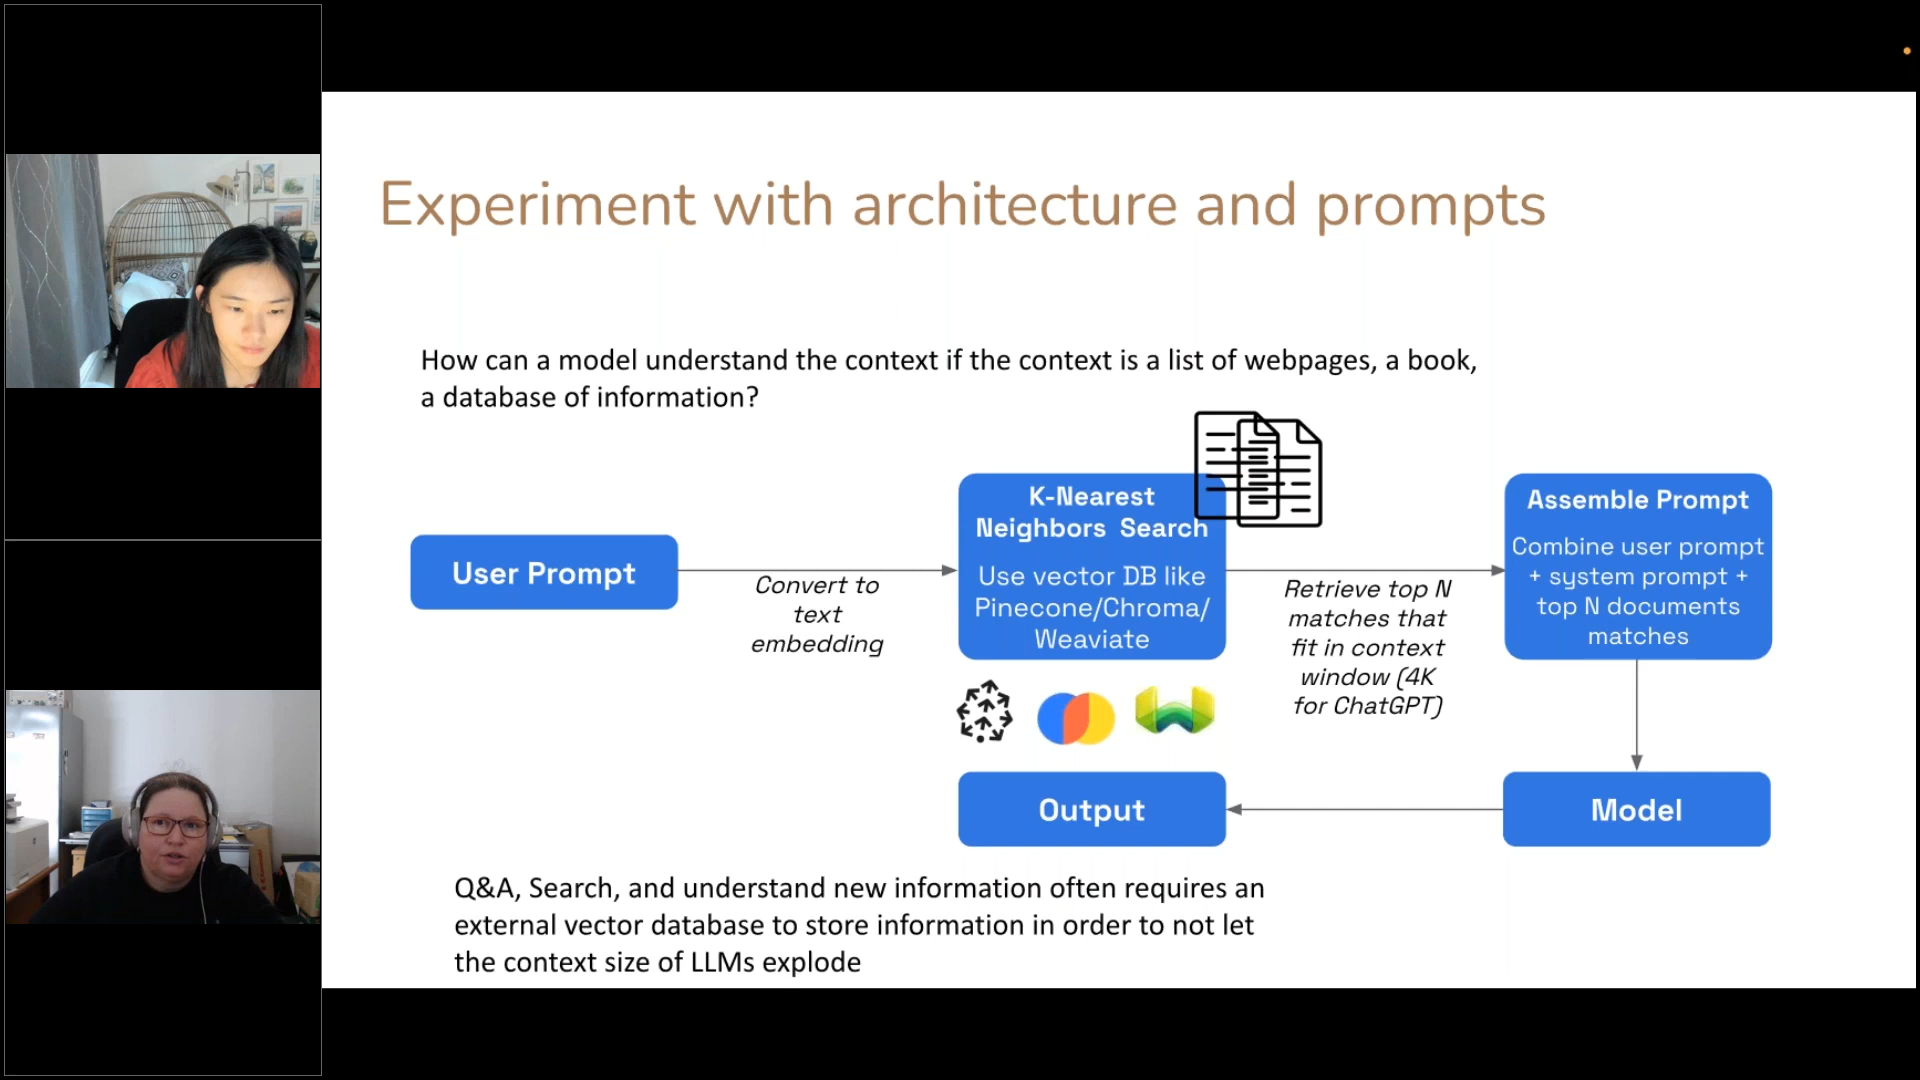 Experiment with architecture and prompts
How can a model understand the context if the context is a list of webpages, a book,
a database of information?
User Prompt
Convert to
text
embedding
K-Nearest
Neighbors Search
Use vector DB like
Pinecone/Chroma/
Weaviate
Retrieve top N
matches that
fit in context
window (4K
for ChatGPT)
Assemble Prompt
Combine user prompt
+ system prompt +
top N documents
matches
Output
Model
Q&A, Search, and understand new information often requires an
external vector database to store information in order to not let
the context size of LLMs explode